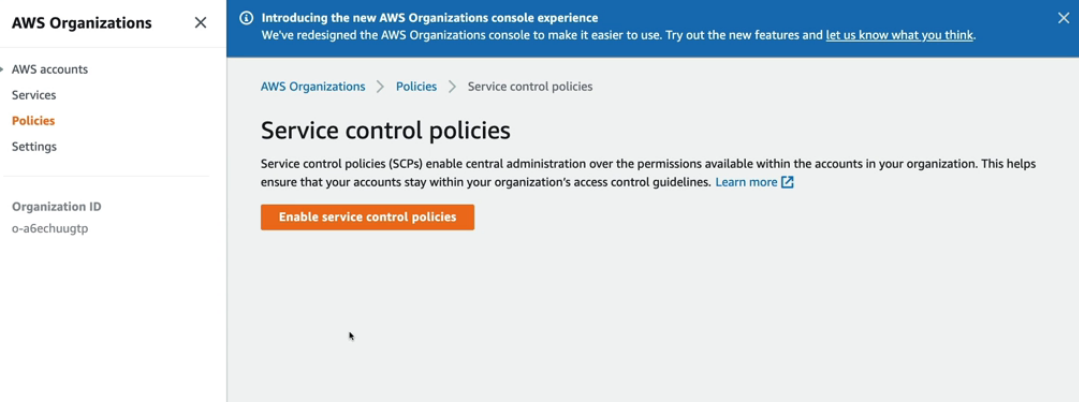 AWS Organizations
AWS accounts
Services
Policies
Settings
Organization ID
o-a6echuugtp
Introducing the new AWS Organizations console experience
We've redesigned the AWS Organizations console to make it easier to use. Try out the new features and let us know what you think.
AWS Organizations > Policies > Service control policies
Service control policies
Service control policies (SCPs) enable central administration over the permissions available within the accounts in your organization. This helps
ensure that your accounts stay within your organization's access control guidelines. Learn more
Enable service control policies